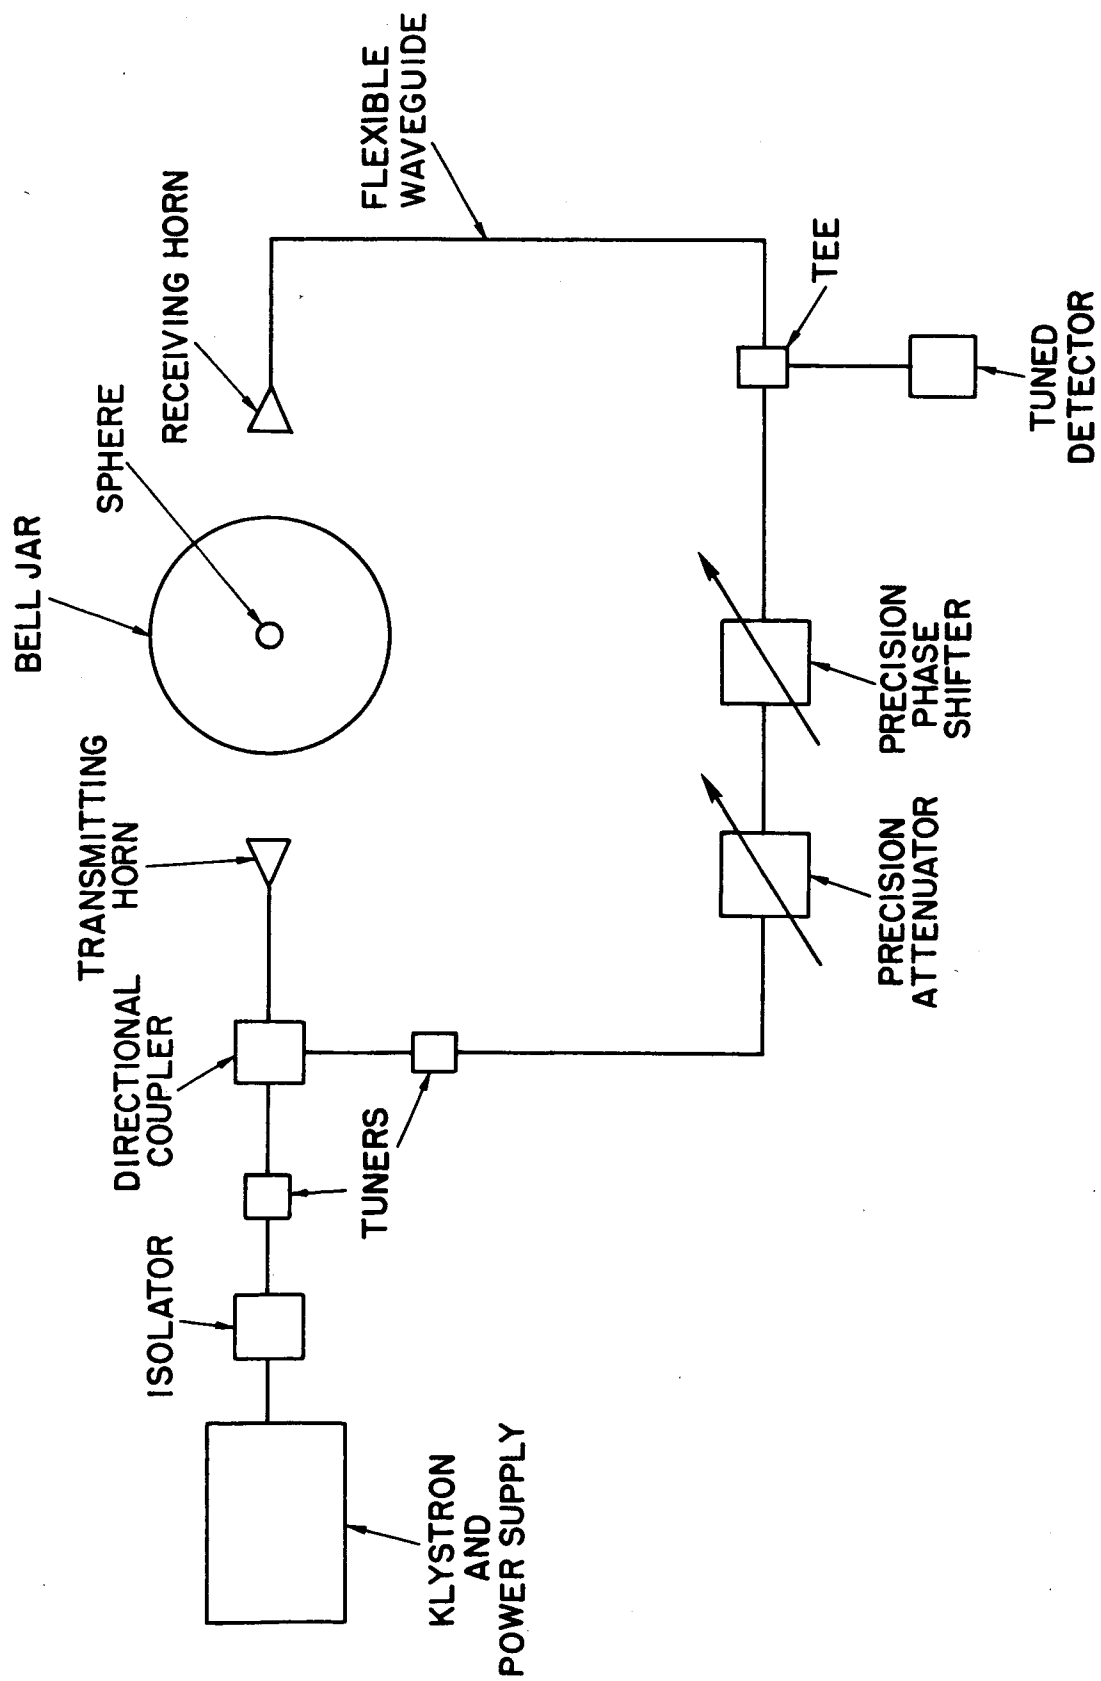 KLYSTRON
AND
POWER SUPPLY
ISOLATOR
TUNERS
DIRECTIONAL
COUPLER
TRANSMITTING
HORN
BELL JAR
SPHERE
RECEIVING HORN
FLEXIBLE
WAVEGUIDE
PRECISION
ATTENUATOR
PRECISION
PHASE
SHIFTER
TEE
TUNED
DETECTOR